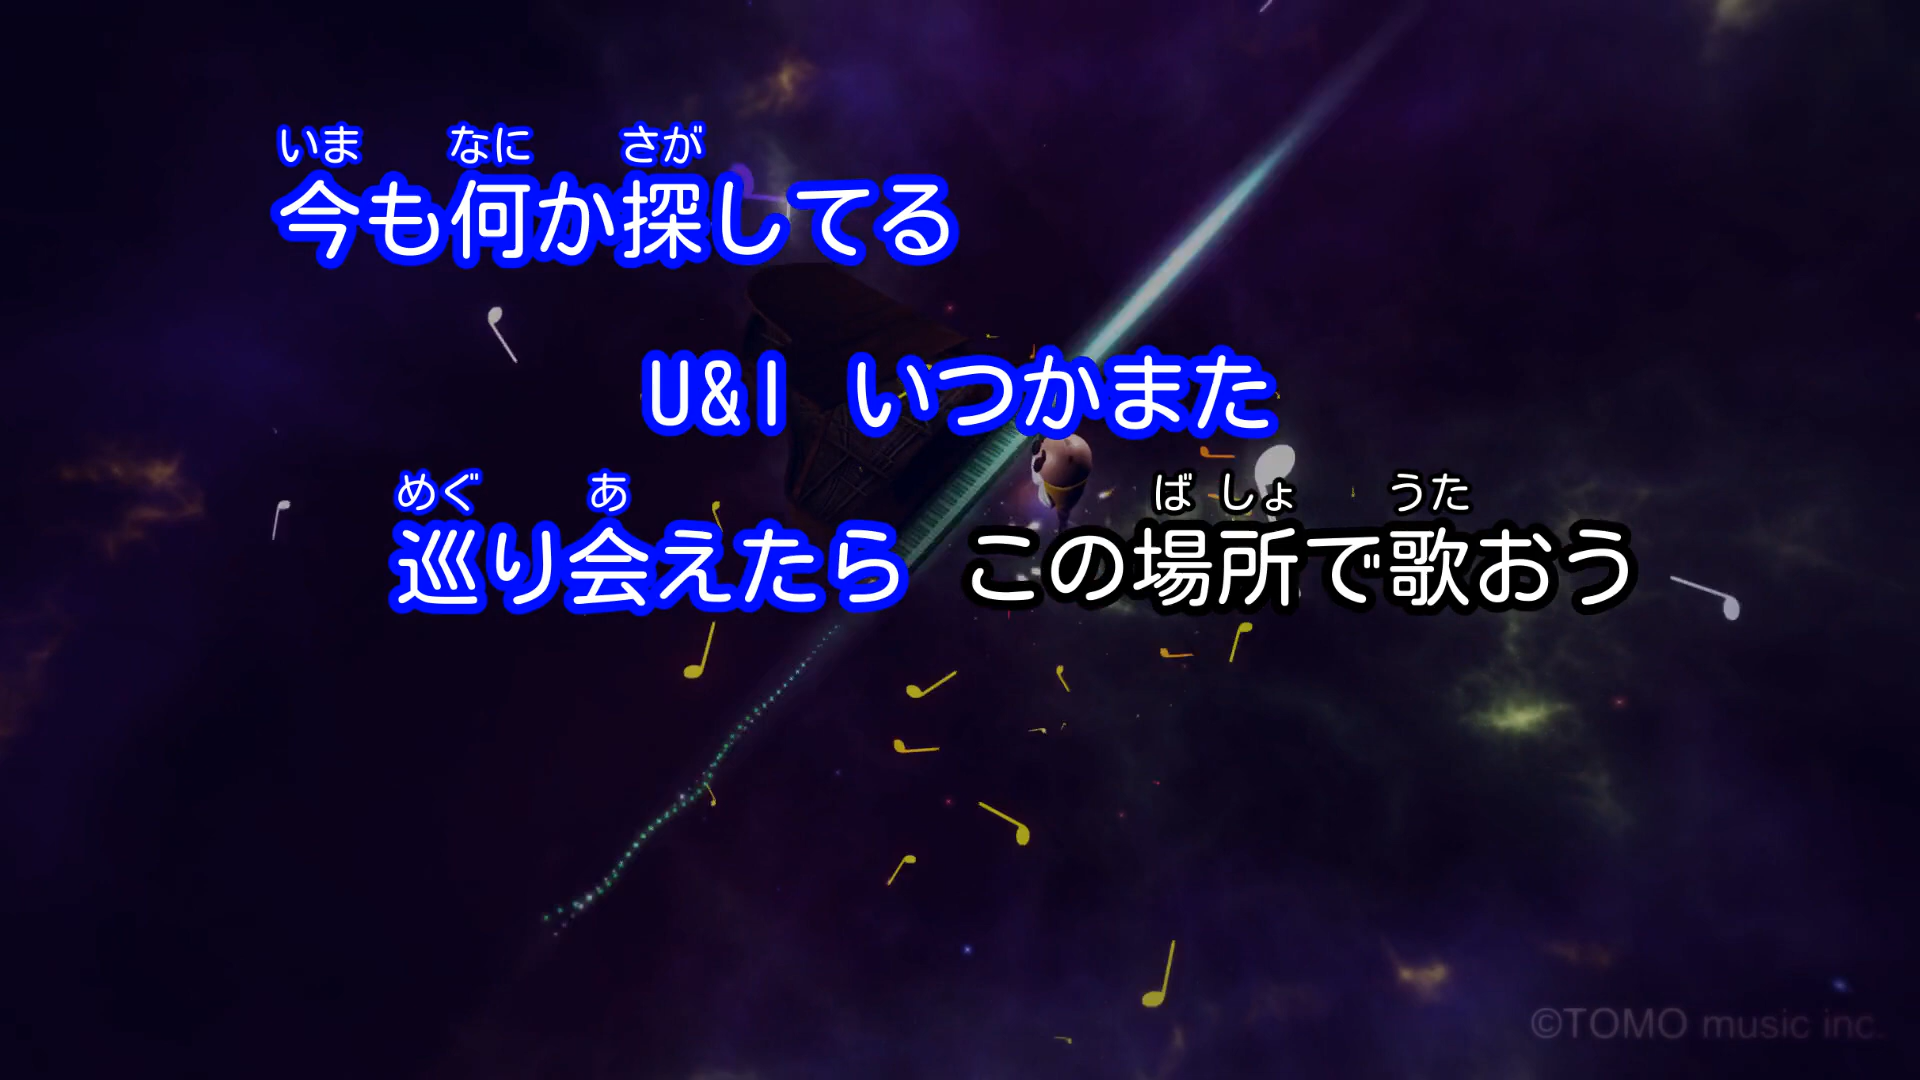 いま なに さが
今も何か探してる
U&I いつかまた
めぐ あ ば しょ うた
巡り会えたら この場所で歌おう
©TOMO music inc.